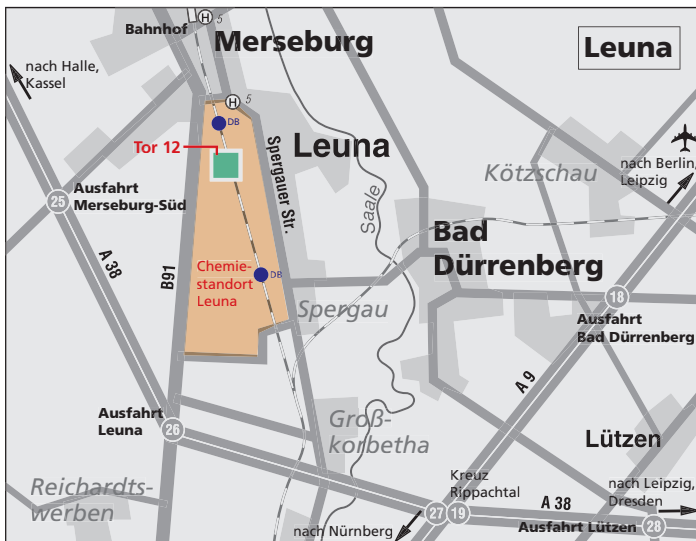 Bahnhof
H 5
Merseburg
Leuna
nach Halle,
Kassel
H 5
DB
Tor 12
Leuna
Kötzschau
nach Berlin,
Leipzig
25
Ausfahrt
Merseburg-Süd
Spergauer Str.
Saale
A 38
B91
Bad
Dürrenberg
Chemie-
standort
Leuna
DB
Spergau
18
Ausfahrt
Bad Dürrenberg
A 9
Ausfahrt
Leuna
26
Groß-
korbetha
Lützen
Reichardts-
werben
Kreuz
Rippachtal
nach Leipzig,
Dresden
A 38
27
19
nach Nürnberg
Ausfahrt Lützen
28